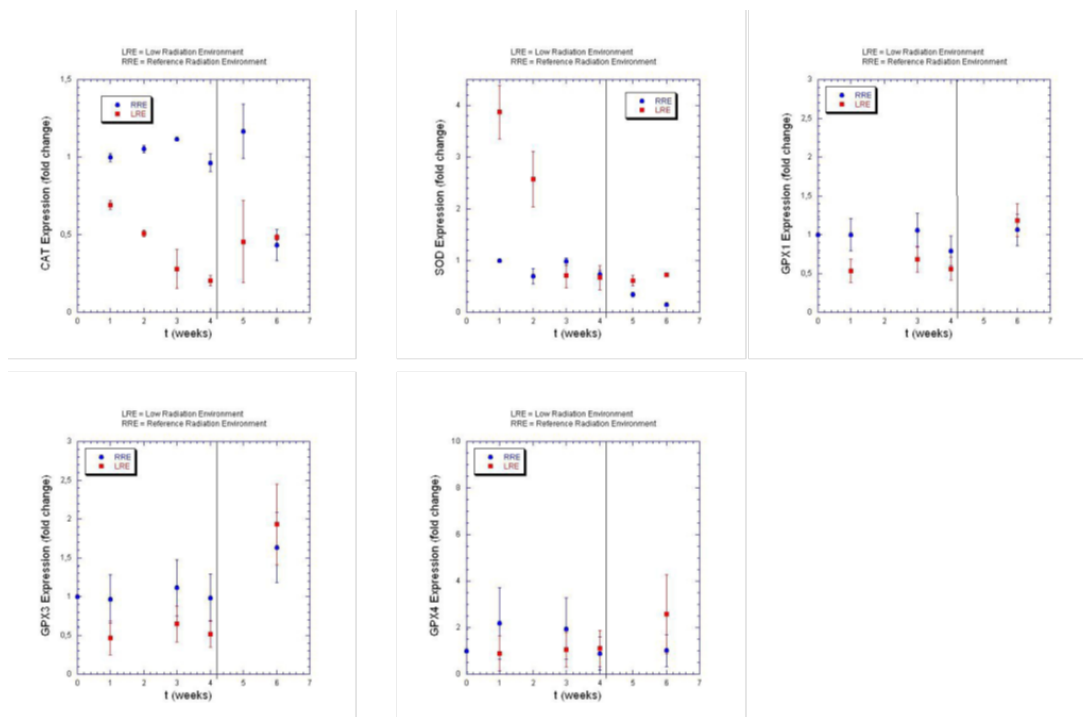 LRE = Low Radiation Environment
RRE = Reference Radiation Environment
1,5
1
0,5
0
RRE
LRE
CAT Expression (fold change)
0 1 2 3 4 5 6 7
t (weeks)
LRE = Low Radiation Environment
RRE = Reference Radiation Environment
4
3
2
1
0
RRE
LRE
SOD Expression (fold change)
0 1 2 3 4 5 6 7
t (weeks)
LRE = Low Radiation Environment
RRE = Reference Radiation Environment
3
2,5
2
1,5
1
0,5
0
RRE
LRE
GPX1 Expression (fold change)
0 1 2 3 4 5 6 7
t (weeks)
LRE = Low Radiation Environment
RRE = Reference Radiation Environment
3
2,5
2
1,5
1
0,5
0
RRE
LRE
GPX3 Expression (fold change)
0 1 2 3 4 5 6 7
t (weeks)
LRE = Low Radiation Environment
RRE = Reference Radiation Environment
10
8
6
4
2
0
RRE
LRE
GPX4 Expression (fold change)
0 1 2 3 4 5 6 7
t (weeks)